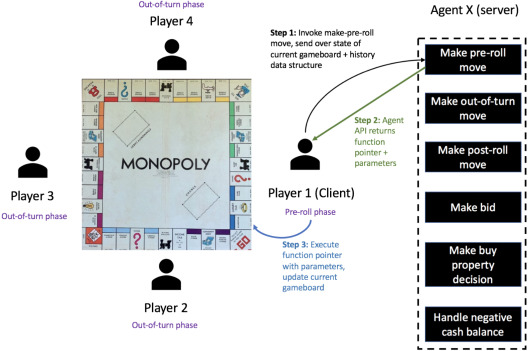 Out-of-turn phase
Player 4
Agent X (server)
Step 1: Invoke make-pre-roll
move, send over state of
current gameboard + history
data structure
Make pre-roll
move
Step 2: Agent
API returns
function
pointer +
parameters
Make out-of-turn
move
MONOPOLY
Make post-roll
move
Player 3
Out-of-turn phase
Player 1 (Client)
Pre-roll phase
Make bid
GO
Step 3: Execute
function pointer
with parameters,
update current
gameboard
Make buy
property
decision
Player 2
Out-of-turn phase
Handle negative
cash balance